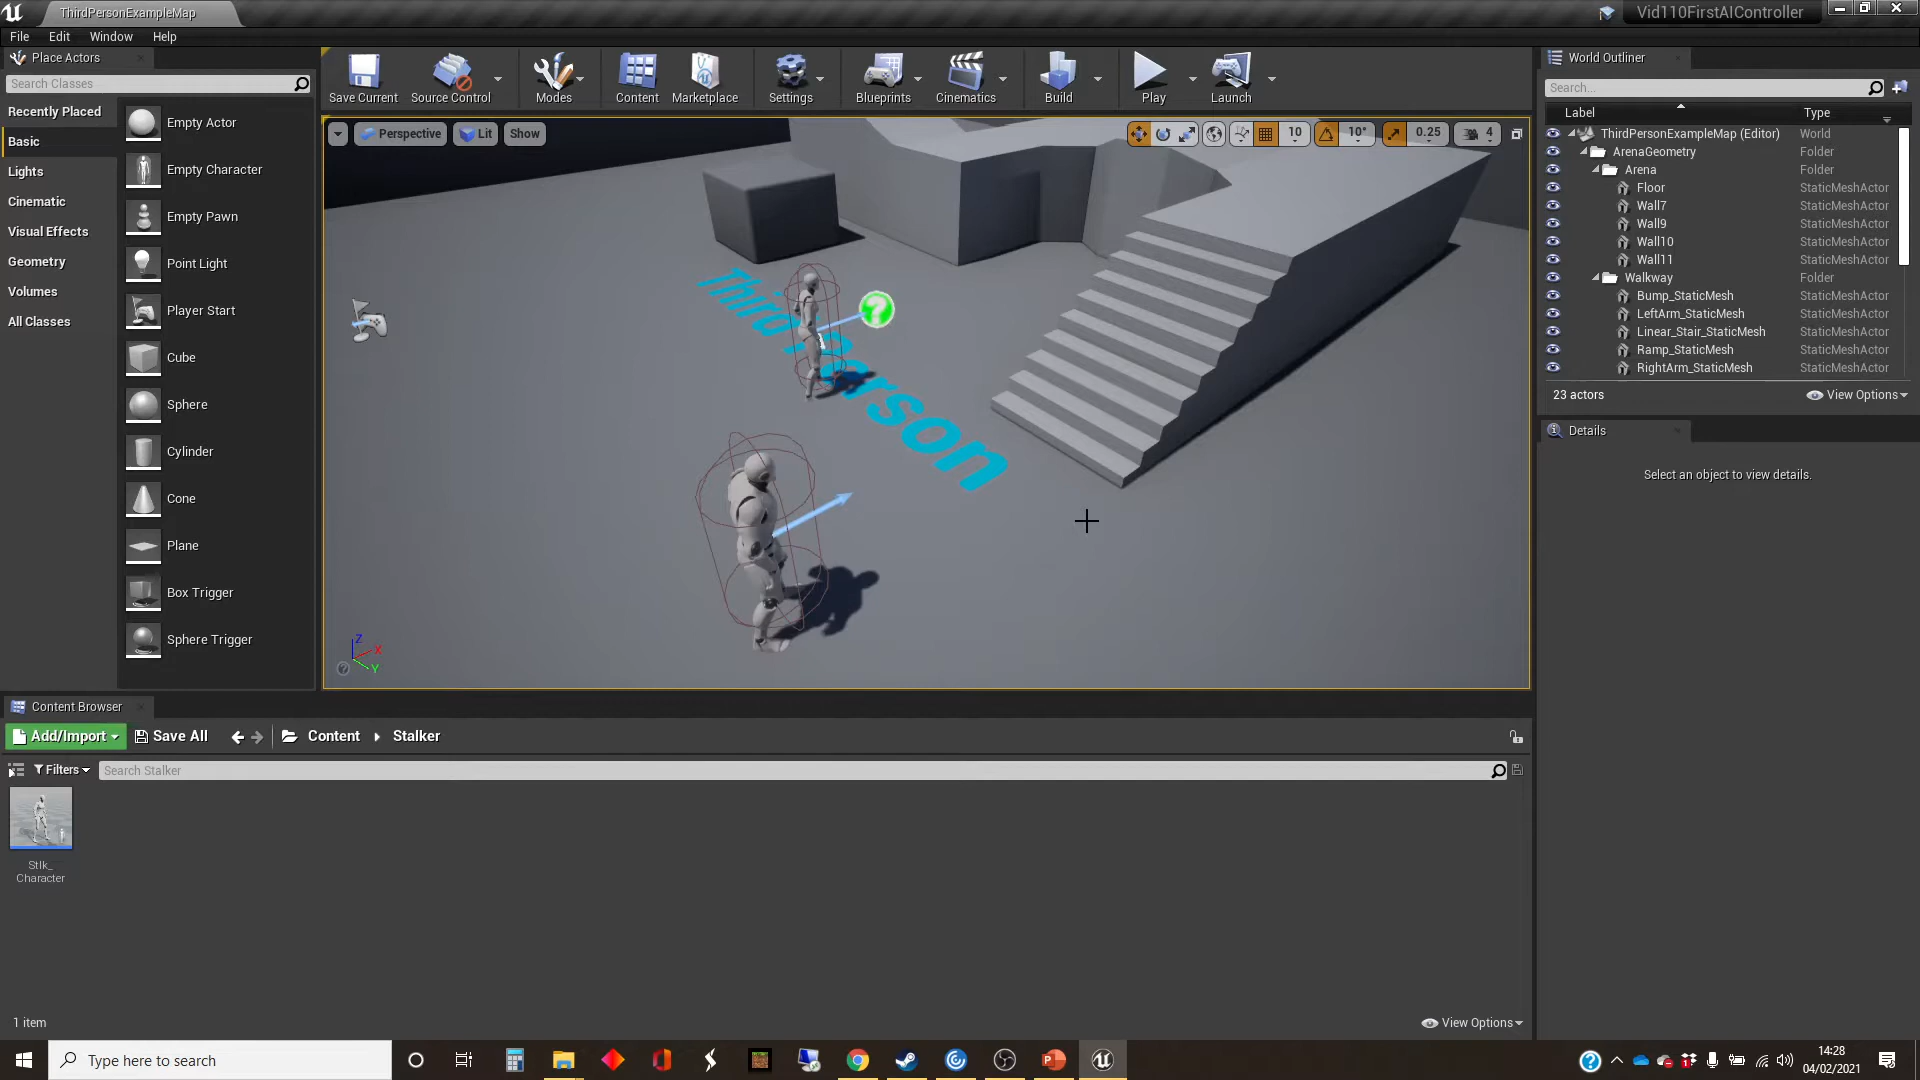 ThirdPersonExampleMap
Vid110FirstAIController
File Edit Window Help
Place Actors
Search Classes
Recently Placed
Basic
Lights
Cinematic
Visual Effects
Geometry
Volumes
All Classes
Empty Actor
Empty Character
Empty Pawn
Point Light
Player Start
Cube
Sphere
Cylinder
Cone
Plane
Box Trigger
Sphere Trigger
Save Current
Source Control
Modes
Content
Marketplace
Settings
Blueprints
Cinematics
Build
Play
Launch
Perspective
Lit
Show
10
10°
0.25
4
Third Person
Z
X
Y
World Outliner
Search...
Label Type
ThirdPersonExampleMap (Editor) World
ArenaGeometry Folder
Arena Folder
Floor StaticMeshActor
Wall7 StaticMeshActor
Wall9 StaticMeshActor
Wall10 StaticMeshActor
Wall11 StaticMeshActor
Walkway Folder
Bump_StaticMesh StaticMeshActor
LeftArm_StaticMesh StaticMeshActor
Linear_Stair_StaticMesh StaticMeshActor
Ramp_StaticMesh StaticMeshActor
RightArm_StaticMesh StaticMeshActor
23 actors
View Options
Details
Select an object to view details.
Content Browser
Add/Import
Save All
Content
Stalker
Filters
Search Stalker
Stlk_
Character
1 item
View Options
Type here to search
14:28
04/02/2021